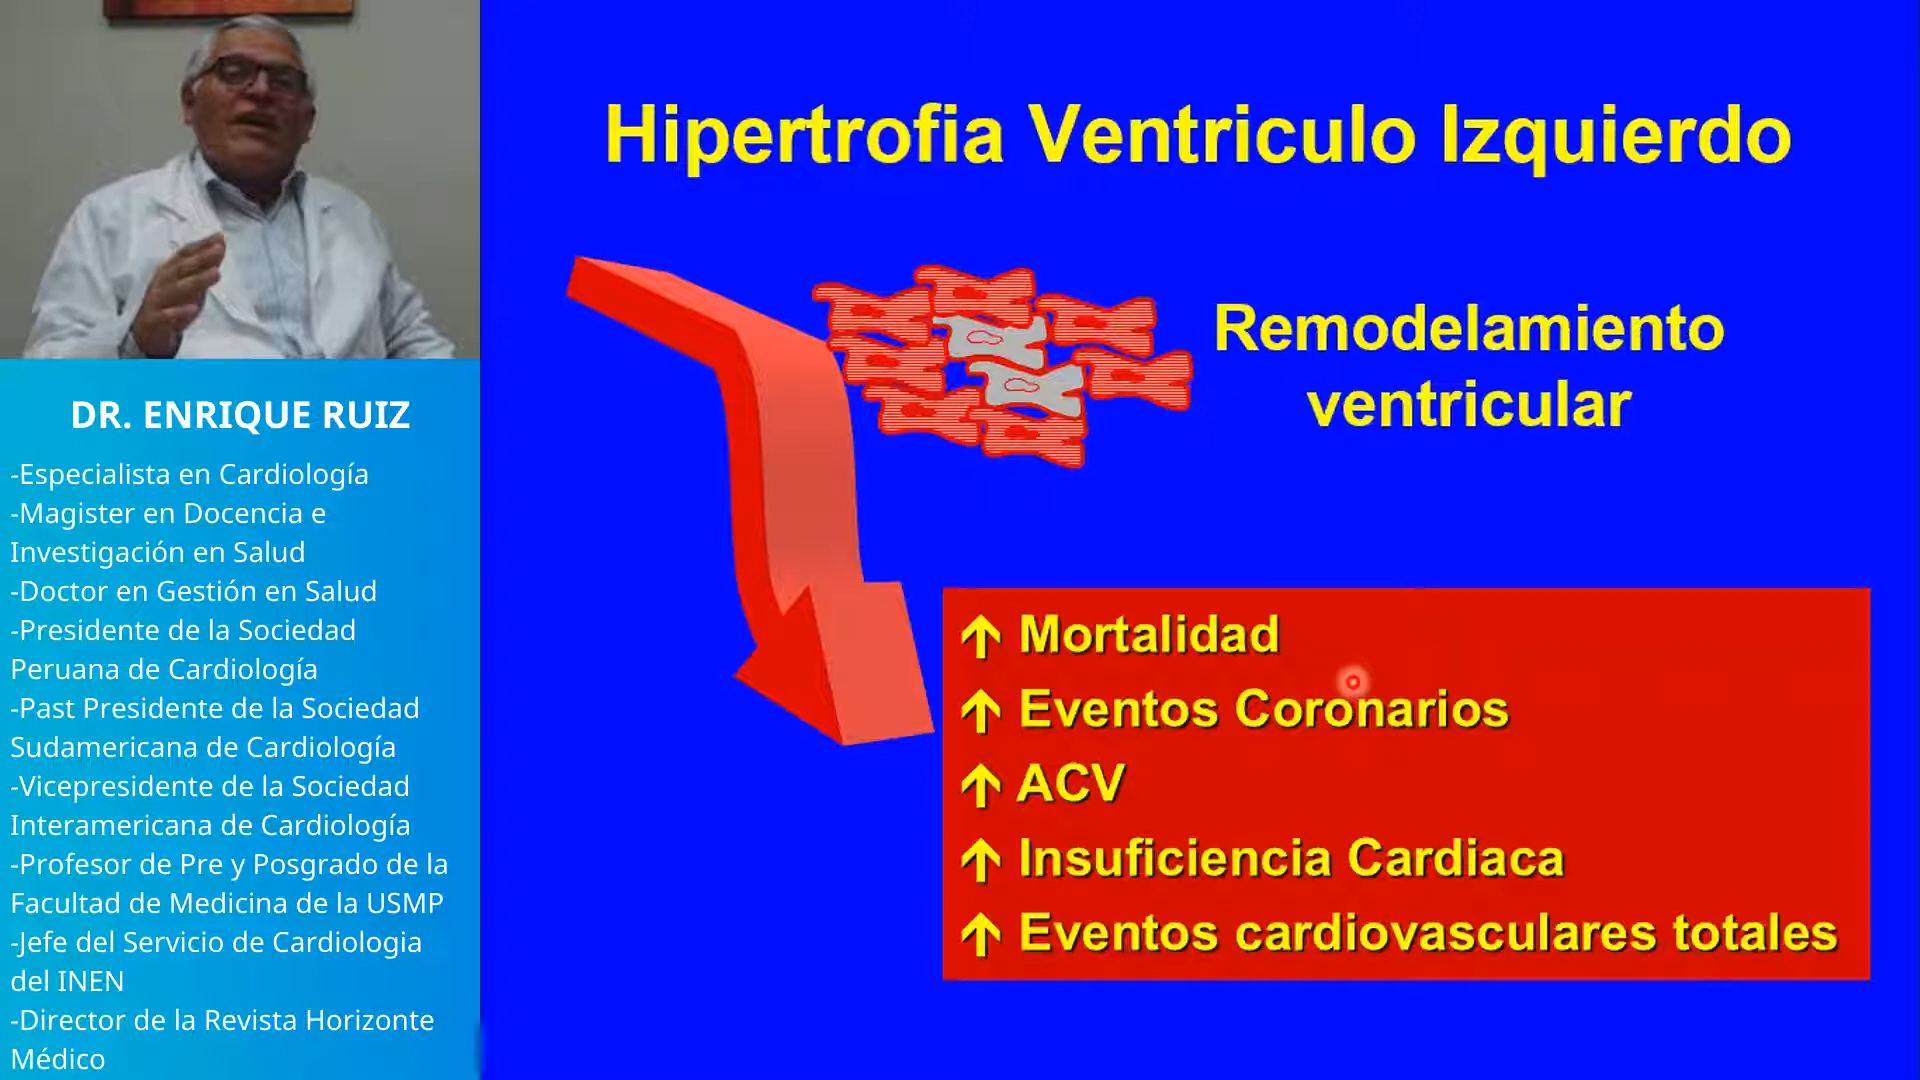 DR. ENRIQUE RUIZ
-Especialista en Cardiología
-Magister en Docencia e
Investigación en Salud
-Doctor en Gestión en Salud
-Presidente de la Sociedad
Peruana de Cardiología
-Past Presidente de la Sociedad
Sudamericana de Cardiología
-Vicepresidente de la Sociedad
Interamericana de Cardiología
-Profesor de Pre y Posgrado de la
Facultad de Medicina de la USMP
-Jefe del Servicio de Cardiologia
del INEN
-Director de la Revista Horizonte
Médico
Hipertrofia Ventriculo Izquierdo
Remodelamiento
ventricular
↑ Mortalidad
↑ Eventos Coronarios
↑ ACV
↑ Insuficiencia Cardiaca
↑ Eventos cardiovasculares totales